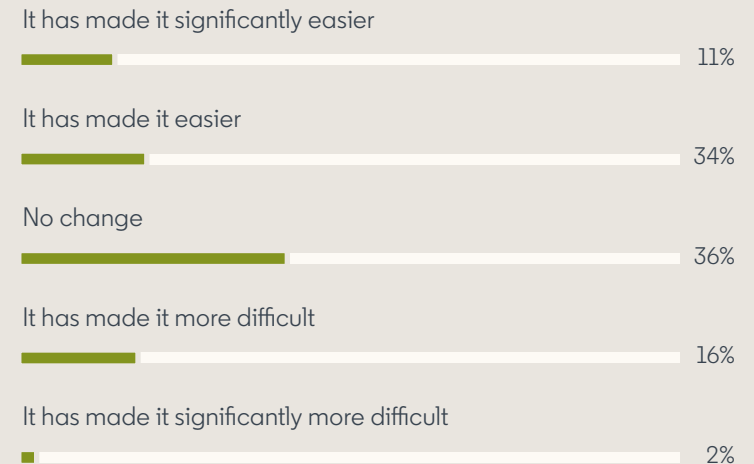 It has made it significantly easier
11%
It has made it easier
34%
No change
36%
It has made it more difficult
16%
It has made it significantly more difficult
2%